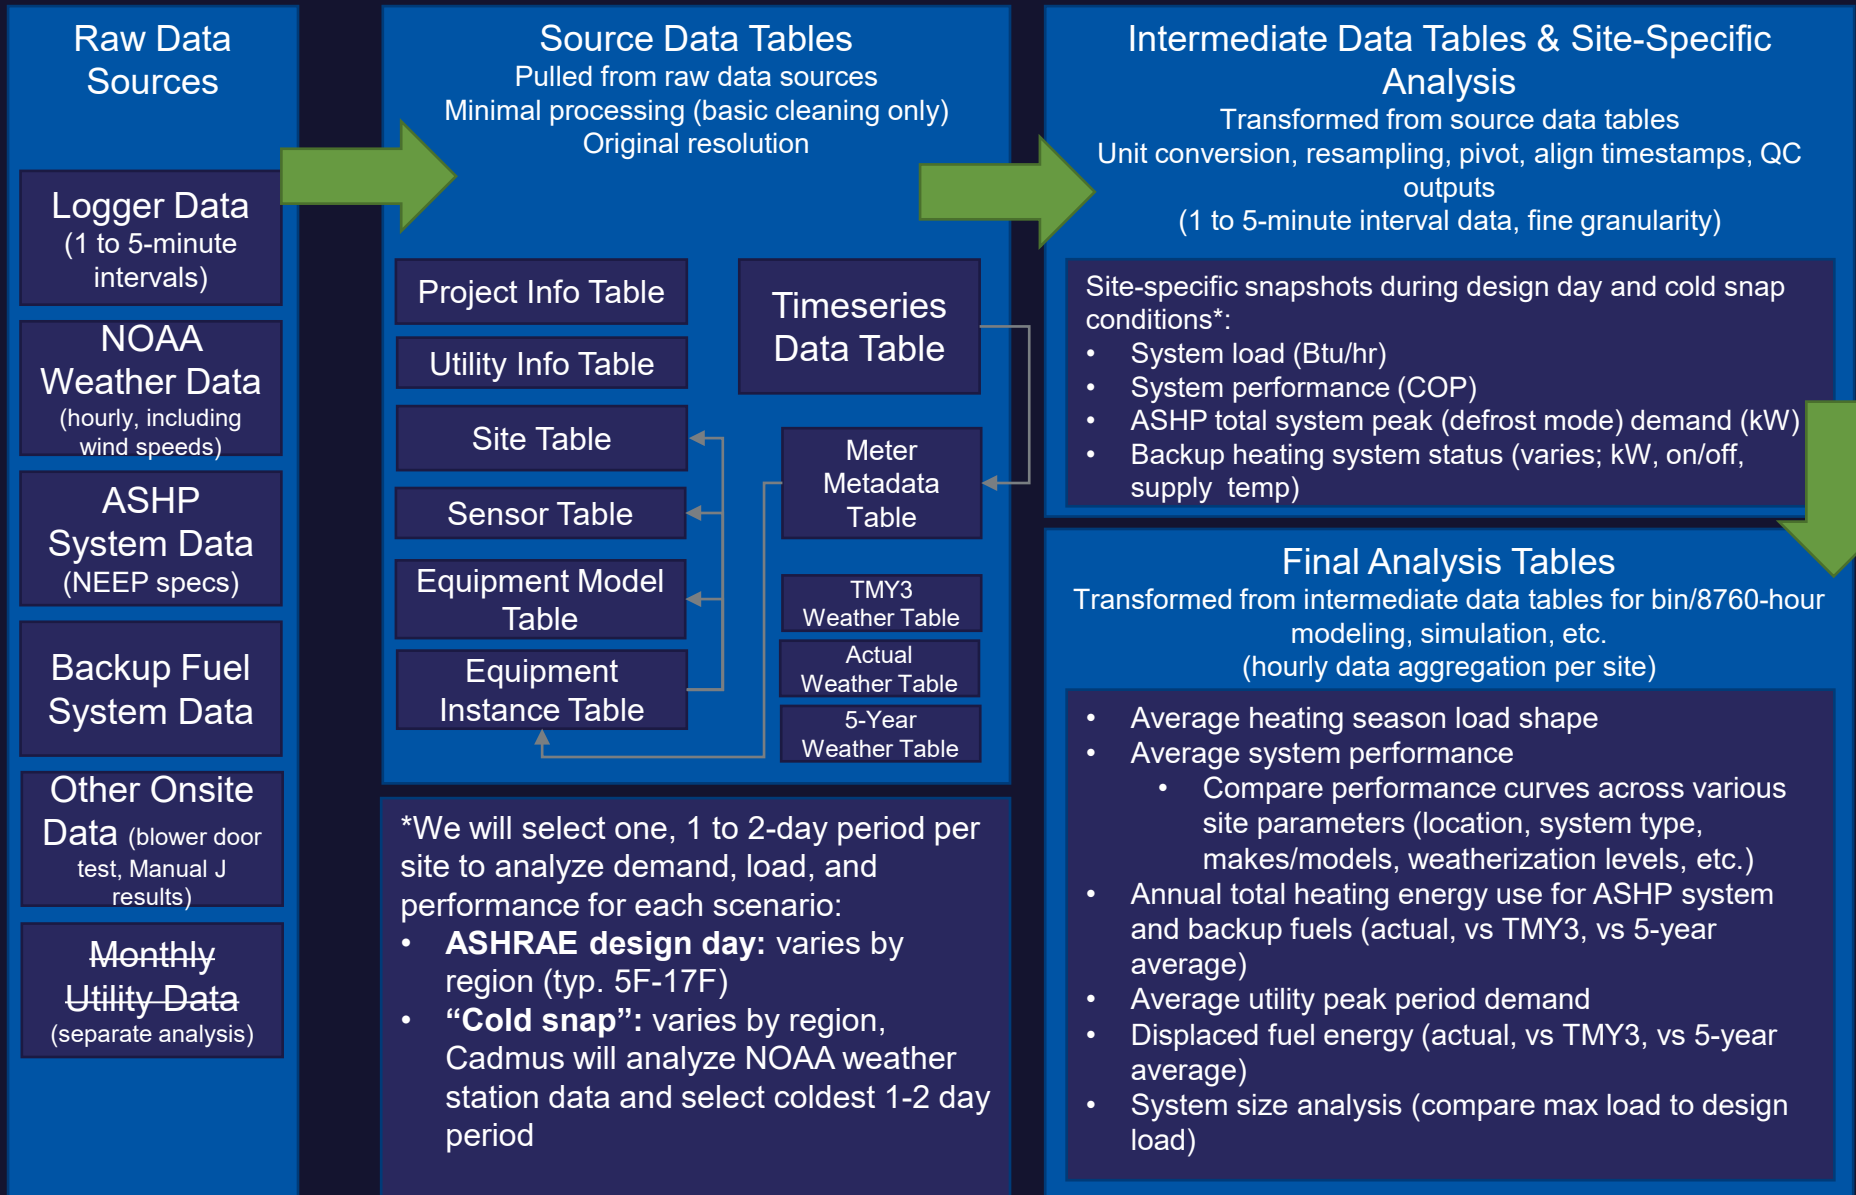 Raw Data
Sources
Logger Data
(1 to 5-minute
intervals)
NOAA
Weather Data
(hourly, including
wind speeds)
ASHP
System Data
(NEEP specs)
Backup Fuel
System Data
Other Onsite
Data (blower door
test, Manual J
results)
Monthly
Utility Data
(separate analysis)
Source Data Tables
Pulled from raw data sources
Minimal processing (basic cleaning only)
Original resolution
Project Info Table
Utility Info Table
Site Table
Sensor Table
Equipment Model
Table
Equipment
Instance Table
Timeseries
Data Table
Meter
Metadata
Table
TMY3
Weather Table
Actual
Weather Table
5-Year
Weather Table
*We will select one, 1 to 2-day period per
site to analyze demand, load, and
performance for each scenario:
• ASHRAE design day: varies by
region (typ. 5F-17F)
• “Cold snap”: varies by region,
Cadmus will analyze NOAA weather
station data and select coldest 1-2 day
period
Intermediate Data Tables & Site-Specific
Analysis
Transformed from source data tables
Unit conversion, resampling, pivot, align timestamps, QC
outputs
(1 to 5-minute interval data, fine granularity)
Site-specific snapshots during design day and cold snap
conditions*:
• System load (Btu/hr)
• System performance (COP)
• ASHP total system peak (defrost mode) demand (kW)
• Backup heating system status (varies; kW, on/off,
supply temp)
Final Analysis Tables
Transformed from intermediate data tables for bin/8760-hour
modeling, simulation, etc.
(hourly data aggregation per site)
• Average heating season load shape
• Average system performance
• Compare performance curves across various
site parameters (location, system type,
makes/models, weatherization levels, etc.)
• Annual total heating energy use for ASHP system
and backup fuels (actual, vs TMY3, vs 5-year
average)
• Average utility peak period demand
• Displaced fuel energy (actual, vs TMY3, vs 5-year
average)
• System size analysis (compare max load to design
load)